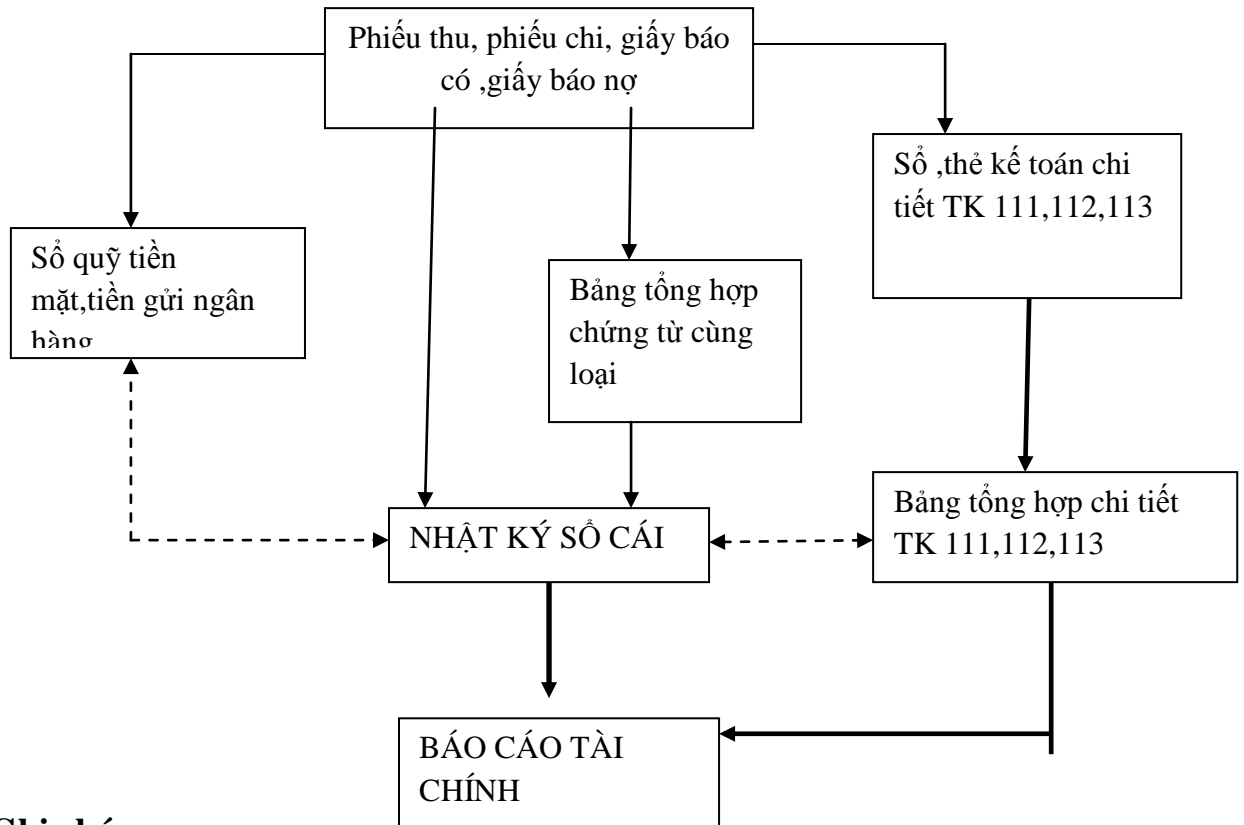 Phiếu thu, phiếu chi, giấy báo
có ,giấy báo nợ
Sổ ,thẻ kế toán chi
tiết TK 111,112,113
Sổ quỹ tiền
mặt,tiền gửi ngân
hàng
Bảng tổng hợp
chứng từ cùng
loại
NHẬT KÝ SỔ CÁI
Bảng tổng hợp chi tiết
TK 111,112,113
BÁO CÁO TÀI
CHÍNH